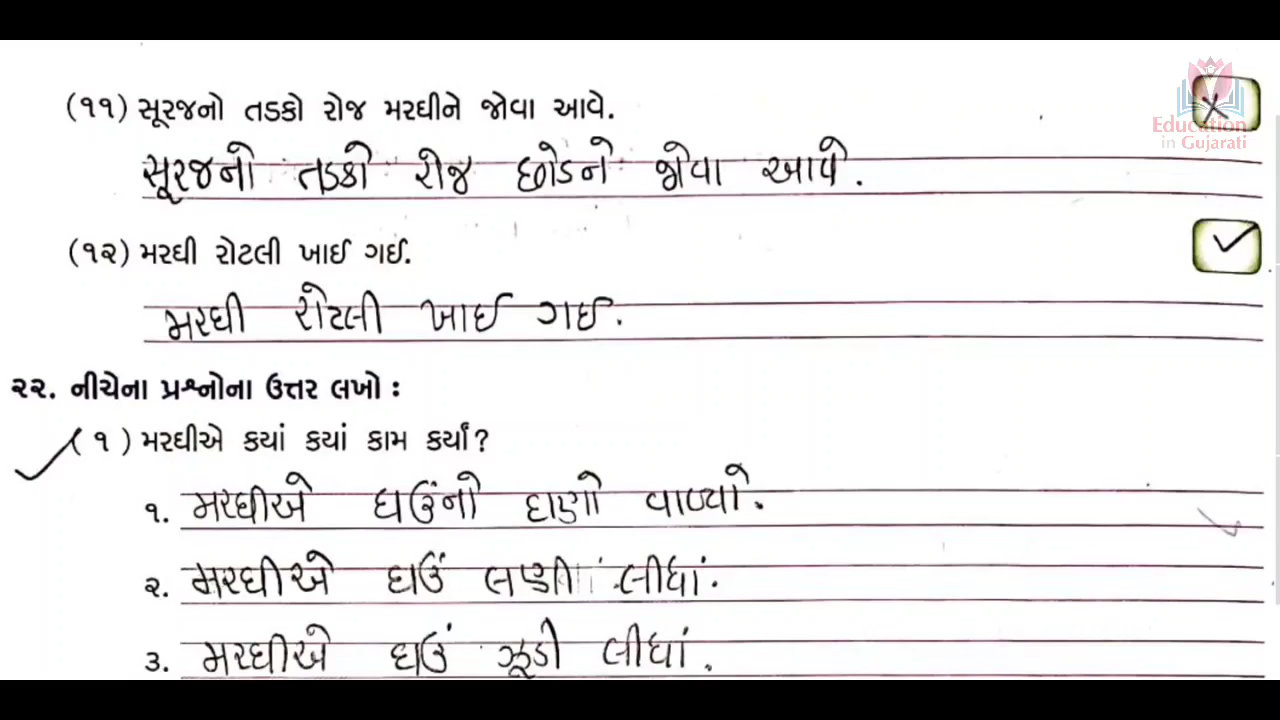 (૧૧) સૂરજનો તડકો રોજ મરઘીને જોવા આવે.
Education
in Gujarati
સૂરજનો તડકો રોજ છોડને જોવા આવે.
(૧૨) મરઘી રોટલી ખાઈ ગઈ.
મરઘી રોટલી ખાઈ ગઈ.
૨૨. નીચેના પ્રશ્નોના ઉત્તર લખો :
(૧) મરઘીએ કયાં કયાં કામ કર્યાં?
૧. મરઘીએ ઘઉંનો દાણો વાળ્યો.
૨. મરઘીએ ઘઉં લણી લીધાં.
૩. મરઘીએ ઘઉં ઝૂડી લીધાં.